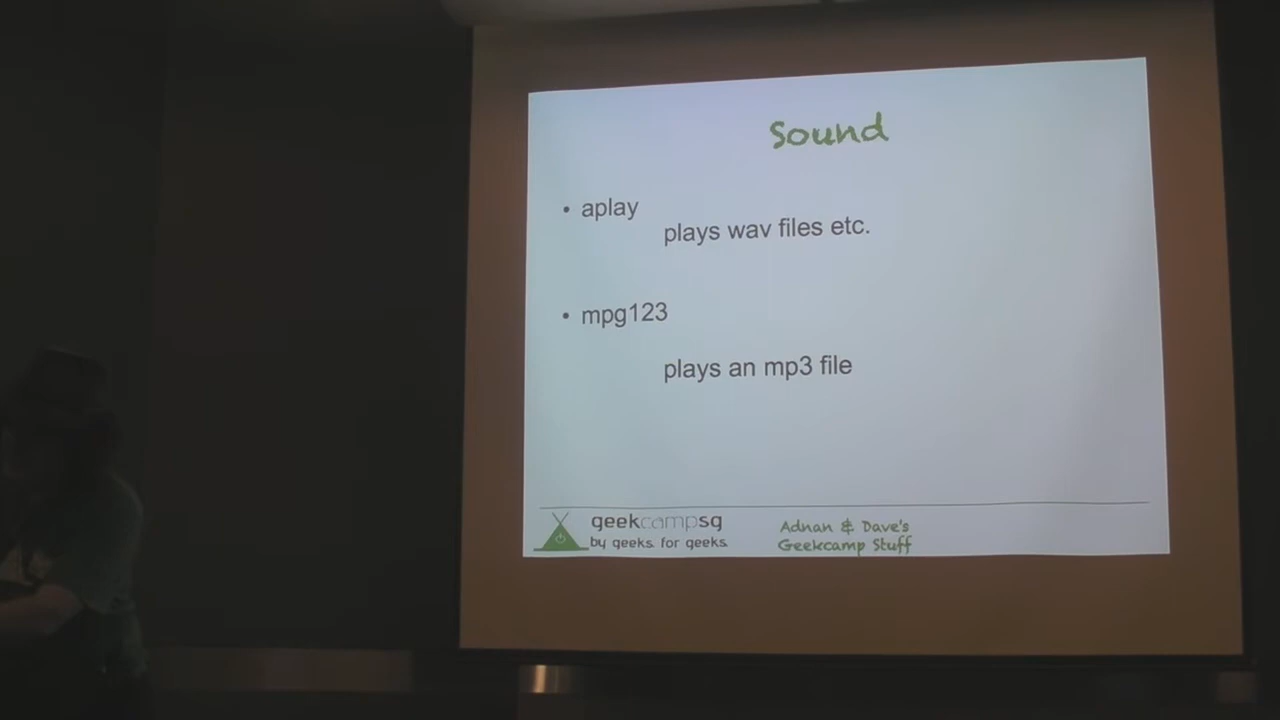 Sound
• aplay
plays wav files etc.
• mpg123
plays an mp3 file
geekcampsg
by geeks. for geeks.
Adnan & Dave's
Geekcamp Stuff